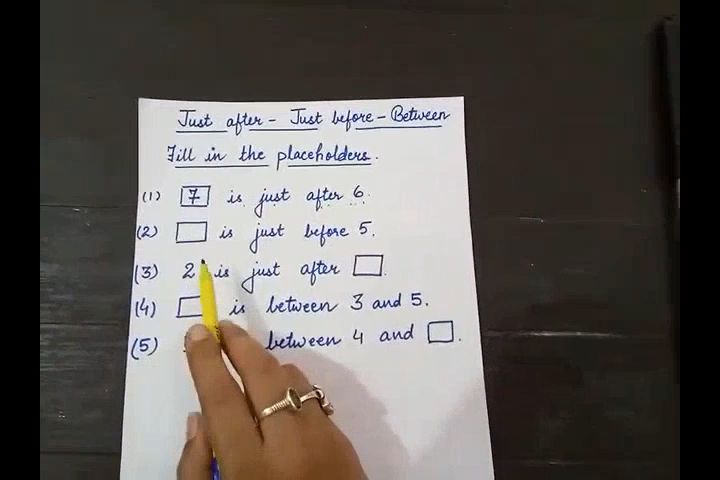 Just after - Just before - Between
Fill in the placeholders.
(1) 7 is just after 6.
(2) is just before 5.
(3) 2 is just after .
(4) is between 3 and 5.
(5) between 4 and .